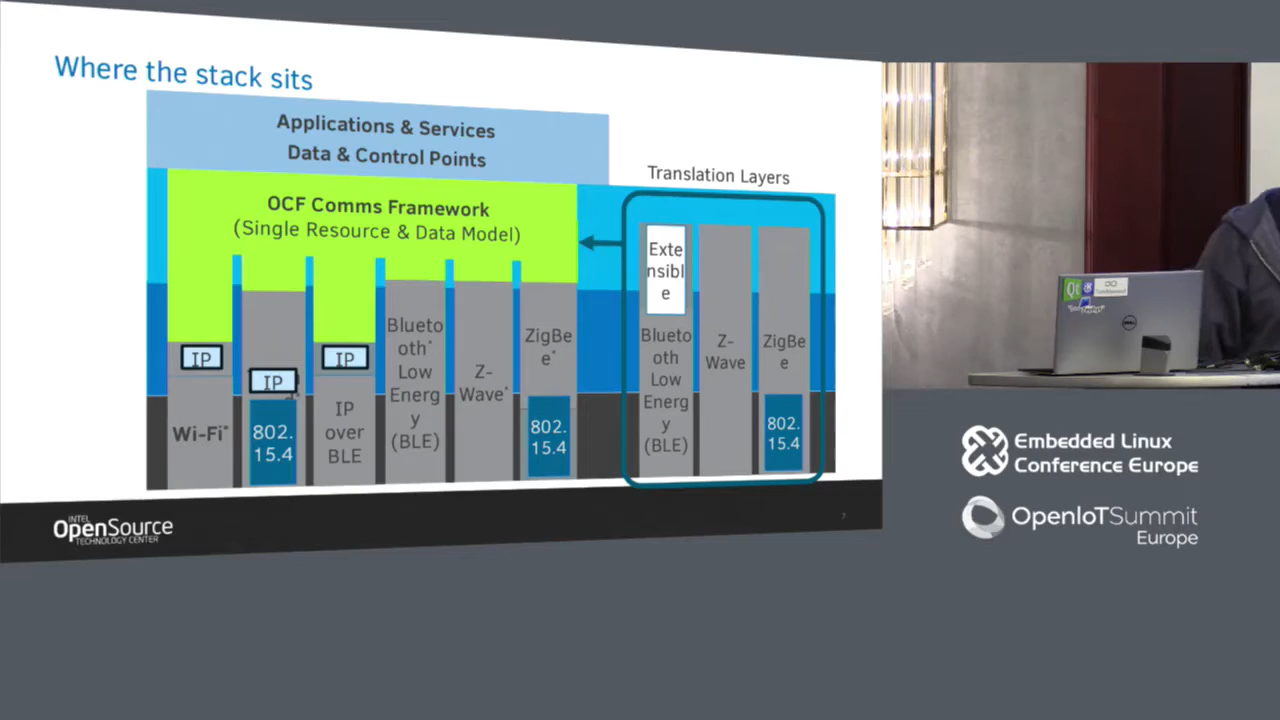 Where the stack sits
Applications & Services
Data & Control Points
OCF Comms Framework
(Single Resource & Data Model)
Translation Layers
IP
Wi-Fi*
IP
802.
15.4
IP
IP
over
BLE
Blueto
oth*
Low
Energ
y
(BLE)
Z-
Wave*
ZigBe
e*
802.
15.4
Exte
nsibl
e
Blueto
oth
Low
Energ
y
(BLE)
Z-
Wave
ZigBe
e
802.
15.4
INTEL
OpenSource
TECHNOLOGY CENTER
7
Qt
DELL
Embedded Linux
Conference Europe
OpenIoTSummit
Europe